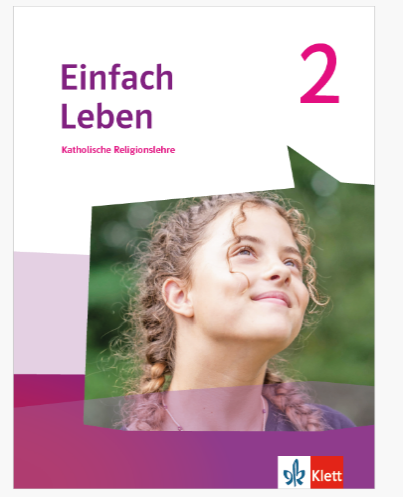 Einfach
Leben
2
Katholische Religionslehre
Klett